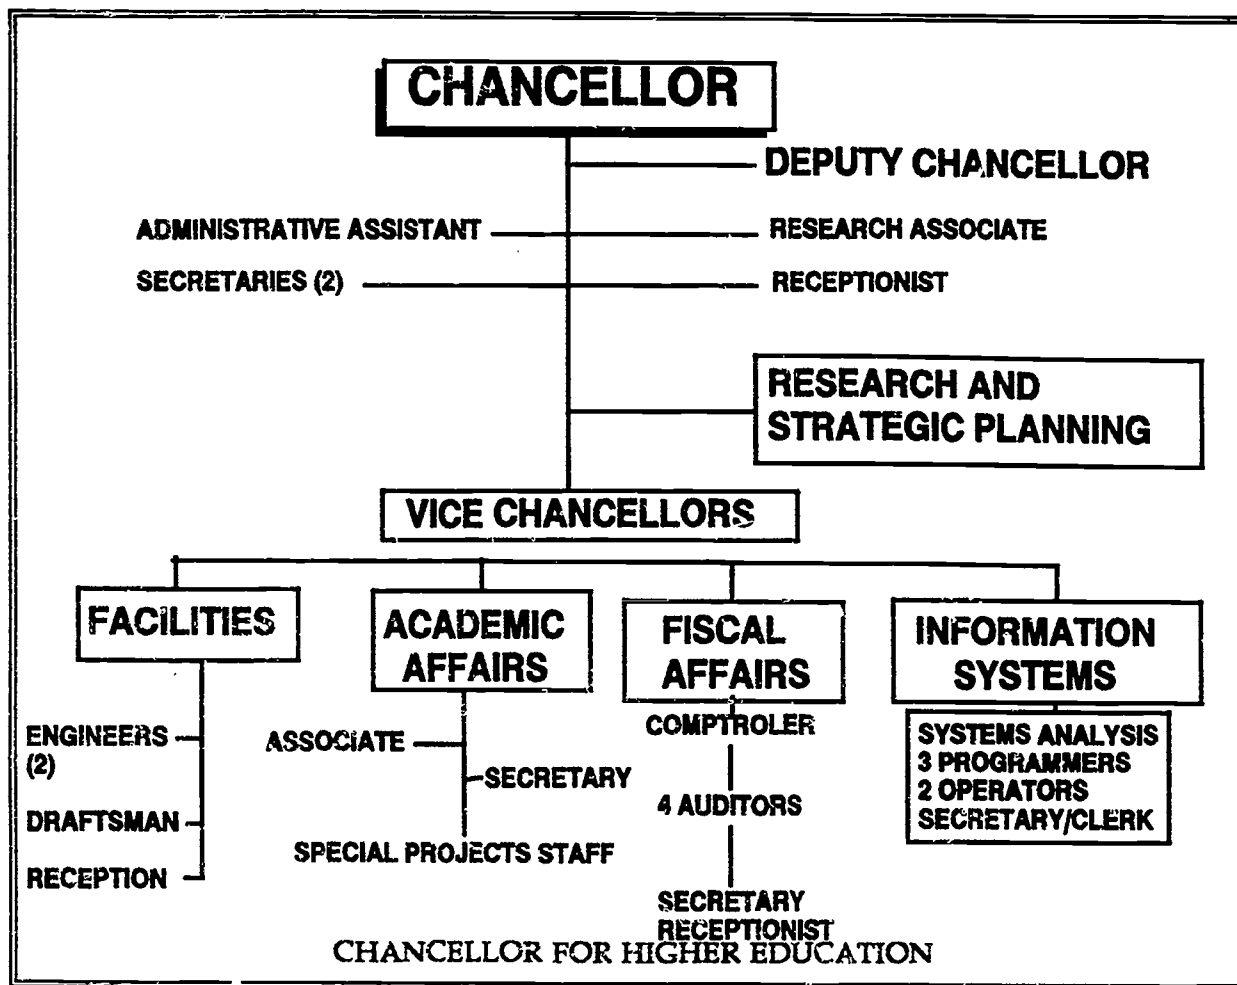 CHANCELLOR
DEPUTY CHANCELLOR
ADMINISTRATIVE ASSISTANT
RESEARCH ASSOCIATE
SECRETARIES (2)
RECEPTIONIST
RESEARCH AND
STRATEGIC PLANNING
VICE CHANCELLORS
FACILITIES
ENGINEERS
(2)
DRAFTSMAN
RECEPTION
ACADEMIC
AFFAIRS
ASSOCIATE
SECRETARY
SPECIAL PROJECTS STAFF
FISCAL
AFFAIRS
COMPTROLER
4 AUDITORS
SECRETARY
RECEPTIONIST
INFORMATION
SYSTEMS
SYSTEMS ANALYSIS
3 PROGRAMMERS
2 OPERATORS
SECRETARY/CLERK
CHANCELLOR FOR HIGHER EDUCATION